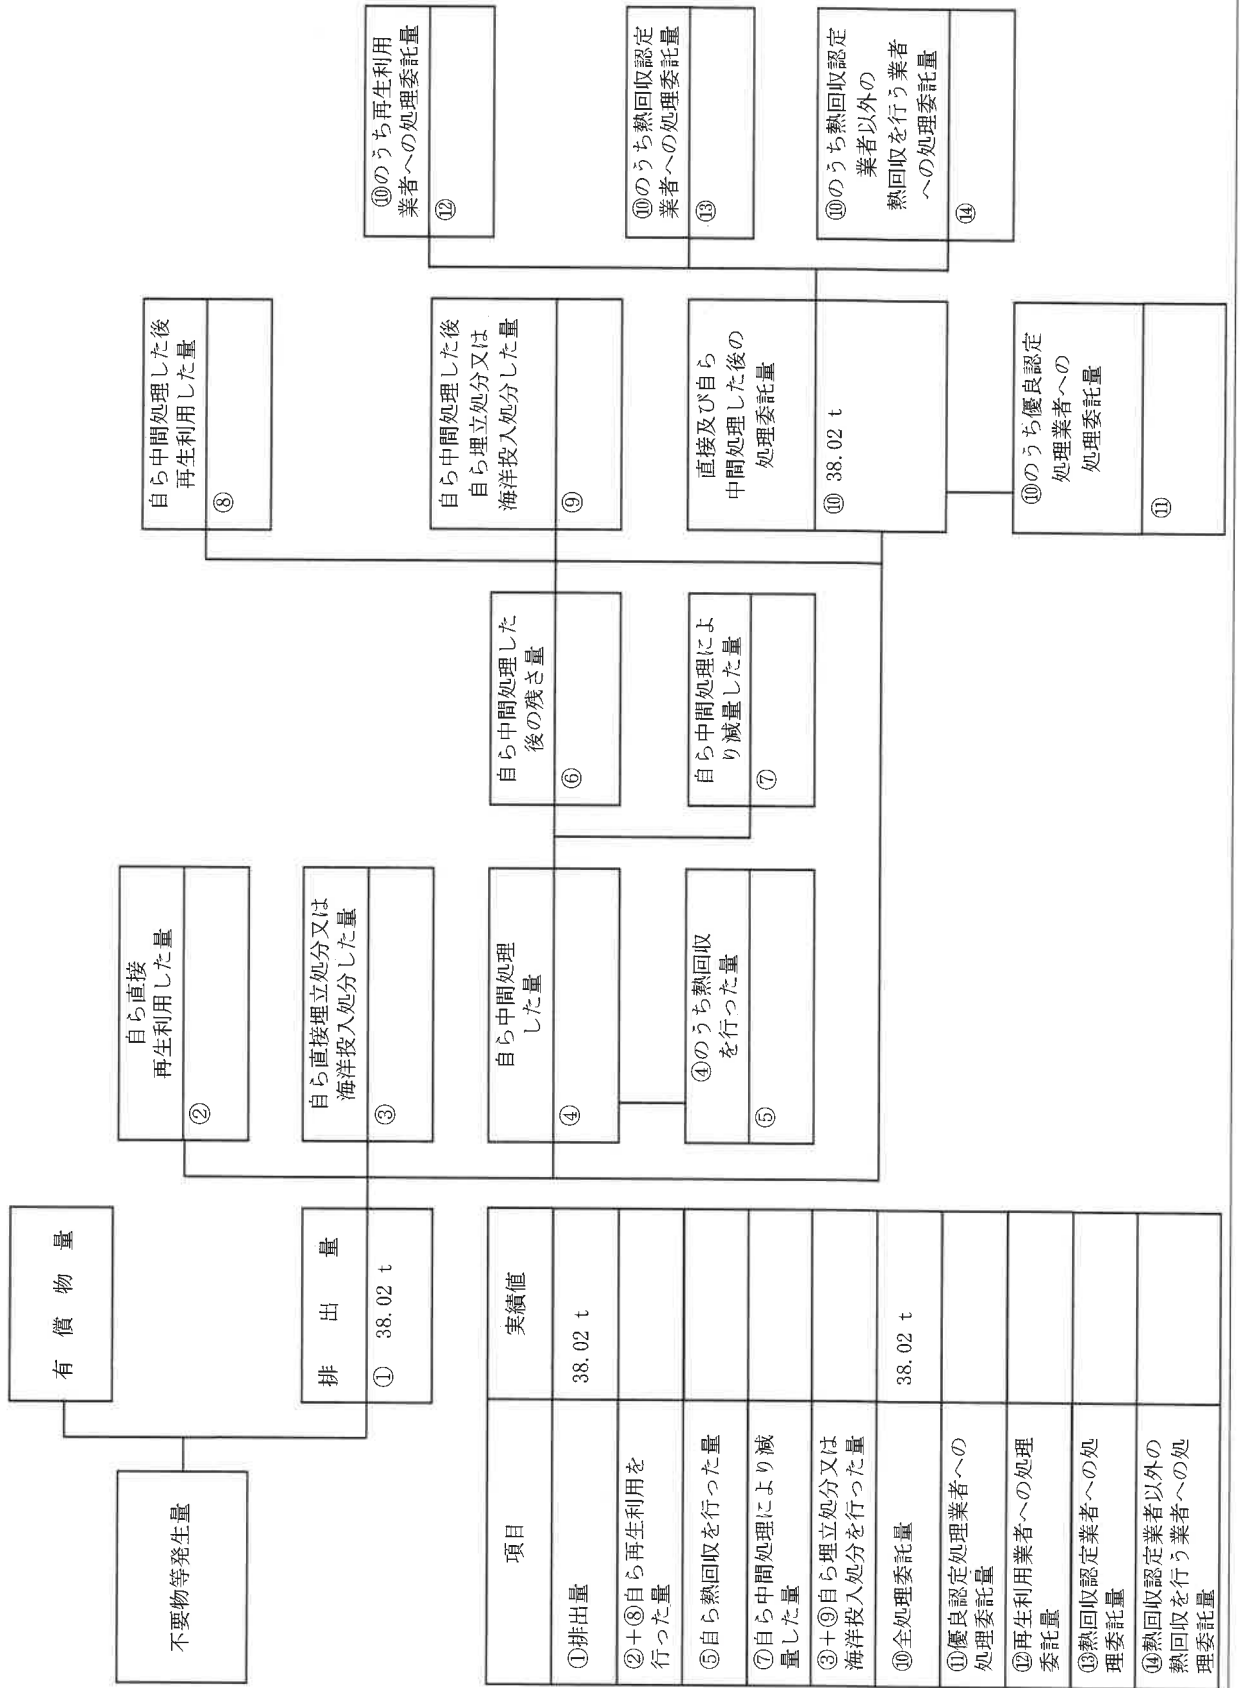 不要物等発生量
有償物量
排出量
① 38.02 t
自ら直接
再生利用した量
②
自ら直接埋立処分又は
海洋投入処分した量
③
自ら中間処理
した量
④
④のうち熱回収
を行った量
⑤
自ら中間処理した
後の残さ量
⑥
自ら中間処理によ
り減量した量
⑦
自ら中間処理した後
再生利用した量
⑧
自ら中間処理した後
自ら埋立処分又は
海洋投入処分した量
⑨
直接及び自ら
中間処理した後の
処理委託量
⑩ 38.02 t
⑩のうち優良認定
処理業者への
処理委託量
⑪
⑩のうち再生利用
業者への処理委託量
⑫
⑩のうち熱回収認定
業者への処理委託量
⑬
⑩のうち熱回収認定
業者以外の
熱回収を行う業者
への処理委託量
⑭
項目 実績値
①排出量 38.02 t
②+⑧自ら再生利用を
行った量
⑤自ら熱回収を行った量
⑦自ら中間処理により減
量した量
③+⑨自ら埋立処分又は
海洋投入処分を行った量
⑩全処理委託量 38.02 t
⑪優良認定処理業者への
処理委託量
⑫再生利用業者への処理
委託量
⑬熱回収認定業者への処
理委託量
⑭熱回収認定業者以外の
熱回収を行う業者への処
理委託量